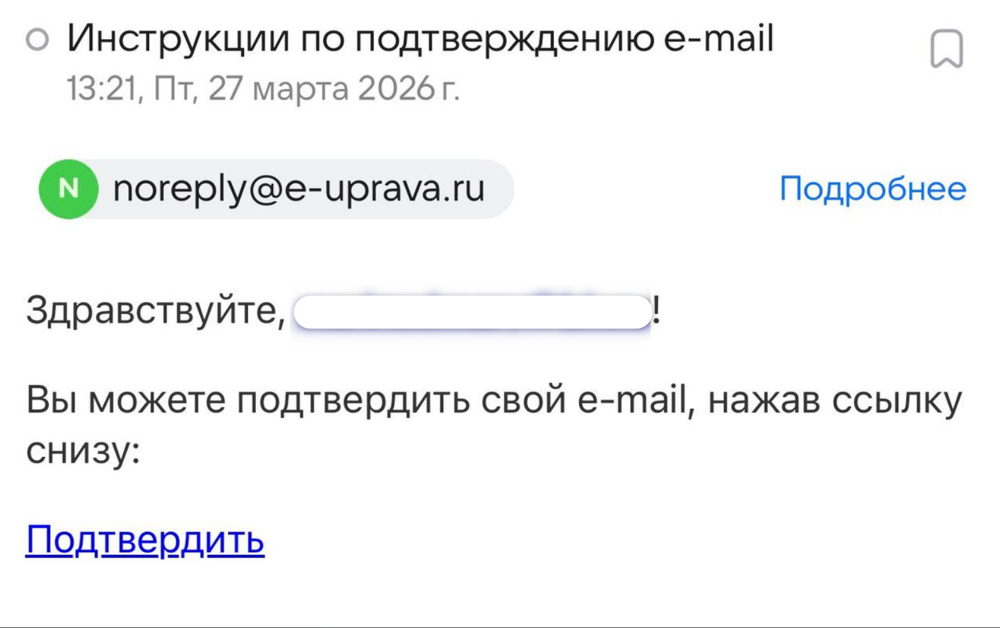 Инструкции по подтверждению e-mail
13:21, Пт, 27 марта 2026 г.
N noreply@e-uprava.ru Подробнее
Здравствуйте, !
Вы можете подтвердить свой e-mail, нажав ссылку
снизу:
Подтвердить